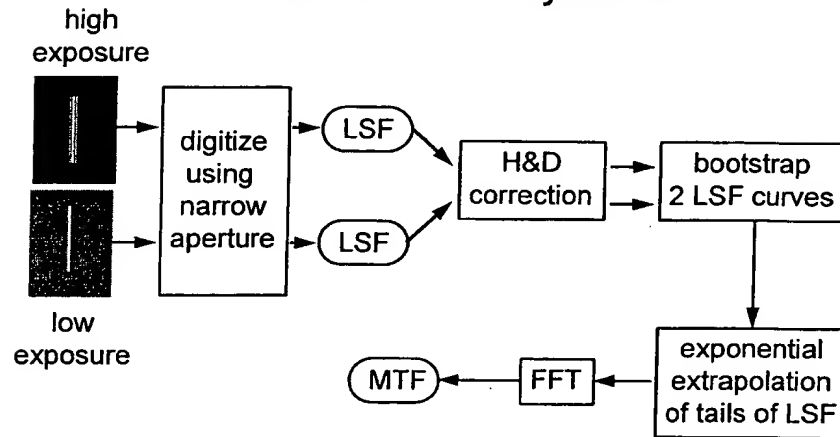 high
exposure
digitize
using
narrow
aperture
LSF
LSF
H&D
correction
bootstrap
2 LSF curves
low
exposure
exponential
extrapolation
of tails of LSF
FFT
MTF